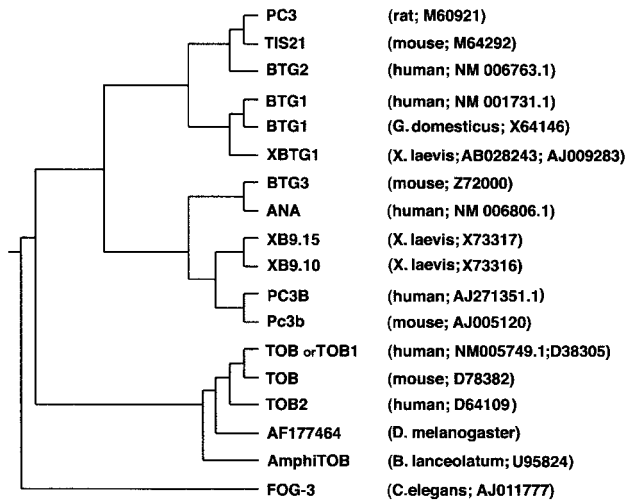 PC3 (rat; M60921)
TIS21 (mouse; M64292)
BTG2 (human; NM 006763.1)
BTG1 (human; NM 001731.1)
BTG1 (G. domesticus; X64146)
XBTG1 (X. laevis; AB028243; AJ009283)
BTG3 (mouse; Z72000)
ANA (human; NM 006806.1)
XB9.15 (X. laevis; X73317)
XB9.10 (X. laevis; X73316)
PC3B (human; AJ271351.1)
Pc3b (mouse; AJ005120)
TOB or TOB1 (human; NM005749.1;D38305)
TOB (mouse; D78382)
TOB2 (human; D64109)
AF177464 (D. melanogaster)
AmphiTOB (B. lanceolatum; U95824)
FOG-3 (C.elegans; AJ011777)